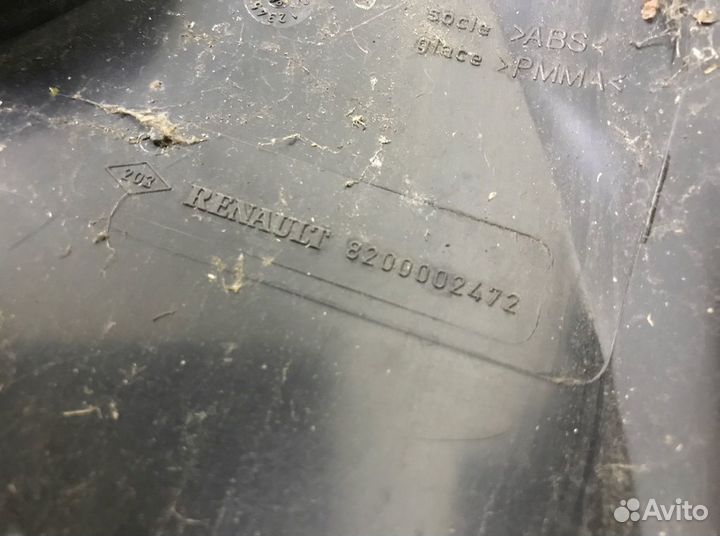 socle >ABS<
glace >PMMA<
203
RENAULT 8200002472
Avito